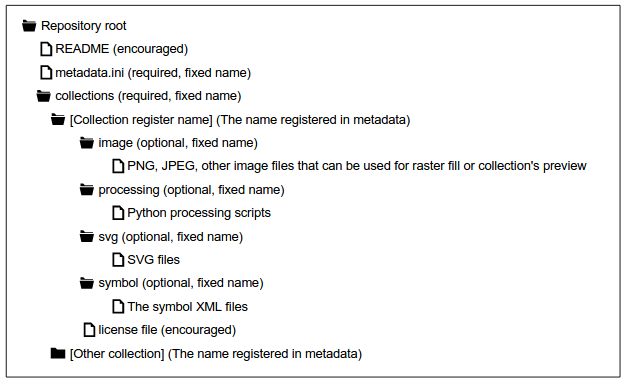 Repository root
README (encouraged)
metadata.ini (required, fixed name)
collections (required, fixed name)
[Collection register name] (The name registered in metadata)
image (optional, fixed name)
PNG, JPEG, other image files that can be used for raster fill or collection's preview
processing (optional, fixed name)
Python processing scripts
svg (optional, fixed name)
SVG files
symbol (optional, fixed name)
The symbol XML files
license file (encouraged)
[Other collection] (The name registered in metadata)